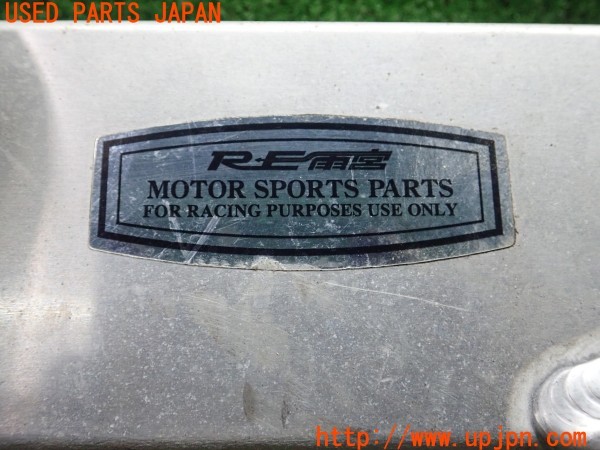 USED PARTS JAPAN
R·E雨宮
MOTOR SPORTS PARTS
FOR RACING PURPOSES USE ONLY
http://www.upjpn.com/